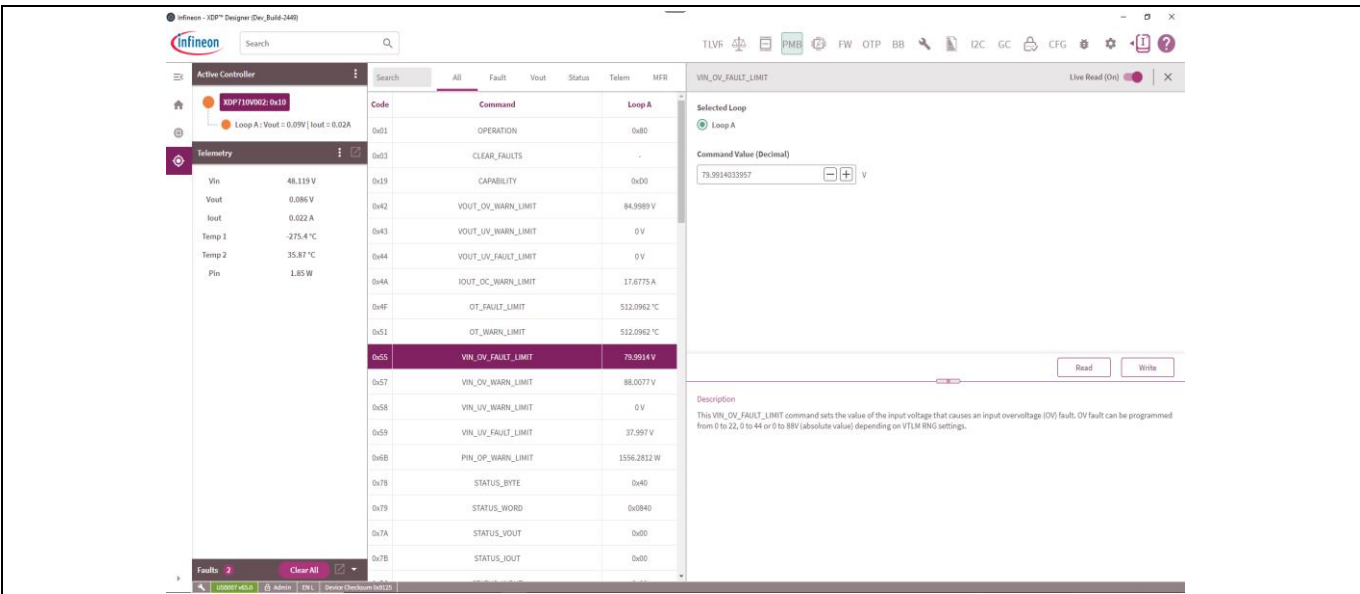 Infineon - XDP™ Designer (Dev_Build-2449)
infineon
Search
TLVR PMB FW OTP BB I2C GC CFG
Active Controller
XDP710V002: 0x10
Loop A : Vout = 0.09V | Iout = 0.02A
Telemetry
Vin 48.119 V
Vout 0.086 V
Iout 0.022 A
Temp 1 -275.4 °C
Temp 2 35.87 °C
Pin 1.85 W
Faults 2 Clear All
Search All Fault Vout Status Telem MFR
Code Command Loop A
0x01 OPERATION 0x80
0x03 CLEAR_FAULTS -
0x19 CAPABILITY 0xD0
0x42 VOUT_OV_WARN_LIMIT 84.9989 V
0x43 VOUT_UV_WARN_LIMIT 0 V
0x44 VOUT_UV_FAULT_LIMIT 0 V
0x4A IOUT_OC_WARN_LIMIT 17.6775 A
0x4F OT_FAULT_LIMIT 512.0962 °C
0x51 OT_WARN_LIMIT 512.0962 °C
0x55 VIN_OV_FAULT_LIMIT 79.9914 V
0x57 VIN_OV_WARN_LIMIT 88.0077 V
0x58 VIN_UV_WARN_LIMIT 0 V
0x59 VIN_UV_FAULT_LIMIT 37.997 V
0x6B PIN_OP_WARN_LIMIT 1556.2812 W
0x78 STATUS_BYTE 0x40
0x79 STATUS_WORD 0x0840
0x7A STATUS_VOUT 0x00
0x7B STATUS_IOUT 0x00
VIN_OV_FAULT_LIMIT Live Read (On)
Selected Loop
Loop A
Command Value (Decimal)
79.9914033957 V
Read Write
Description
This VIN_OV_FAULT_LIMIT command sets the value of the input voltage that causes an input overvoltage (OV) fault. OV fault can be programmed
from 0 to 22, 0 to 44 or 0 to 88V (absolute value) depending on VTLM RNG settings.
Admin EN L Device Checksum 0x9125